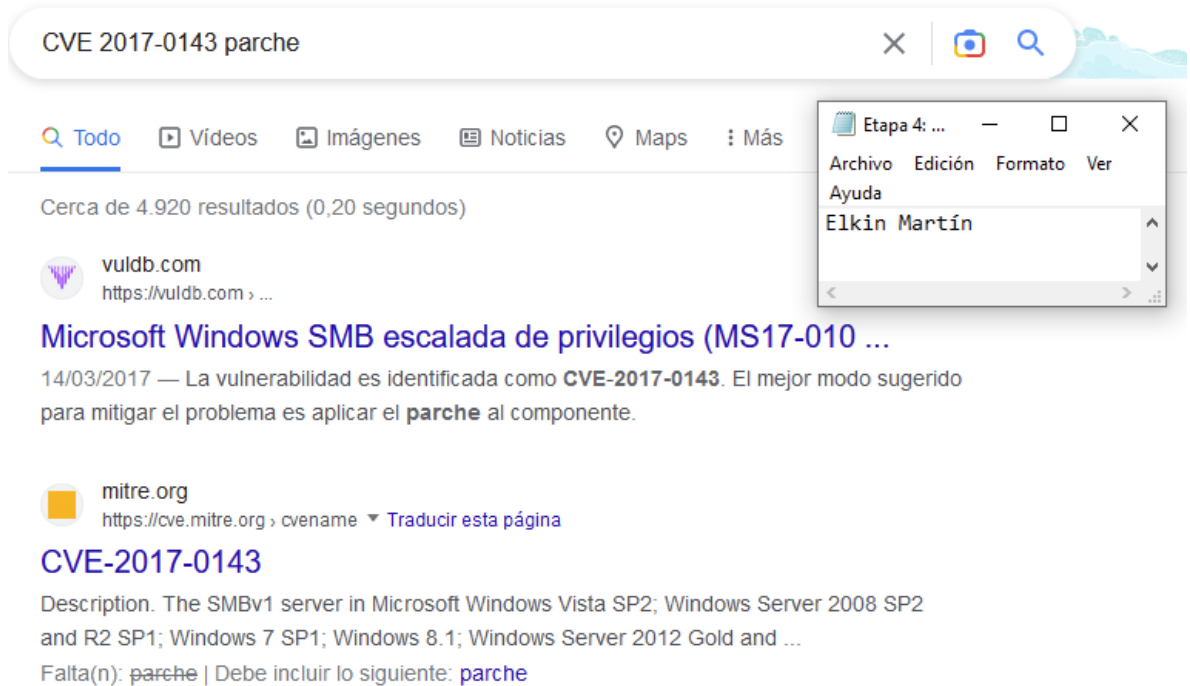 CVE 2017-0143 parche
Todo Vídeos Imágenes Noticias Maps Más
Cerca de 4.920 resultados (0,20 segundos)
Etapa 4: ...
Archivo Edición Formato Ver
Ayuda
Elkin Martín
vuldb.com
https://vuldb.com › ...
Microsoft Windows SMB escalada de privilegios (MS17-010 ...
14/03/2017 — La vulnerabilidad es identificada como CVE-2017-0143. El mejor modo sugerido
para mitigar el problema es aplicar el parche al componente.
mitre.org
https://cve.mitre.org › cvename Traducir esta página
CVE-2017-0143
Description. The SMBv1 server in Microsoft Windows Vista SP2; Windows Server 2008 SP2
and R2 SP1; Windows 7 SP1; Windows 8.1; Windows Server 2012 Gold and ...
Falta(n): parche | Debe incluir lo siguiente: parche